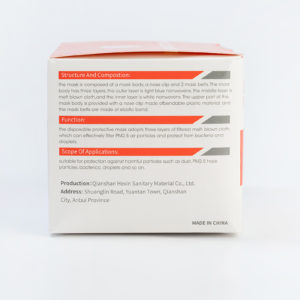 Structure And Compostion:
the mask is composed of a mask body, a nose clip and 2 mask belts. The mask
body has three layers, the outer layer is light blue nonwovens, the middle layer is
melt blown cloth, and the inner layer is white nonwovens. The upper part of the
mask body is provided with a nose clip made of bendable plastic material and
the mask belts are made of elastic band.
Function:
the disposable protective mask adopts three layers of filtered melt blown cloth,
which can effectively filter PM2.5 air particles and protect from bacteria and
droplets.
Scope Of Applications:
suitable for protection against harmful particles such as dust, PM2.5 haze
particles, bacteria, droplets and so on.
Production: Qianshan Hexin Sanitary Material Co., Ltd.
Address: Shuanglin Road, Yuantan Town, Qianshan
City, Anhui Province
MADE IN CHINA